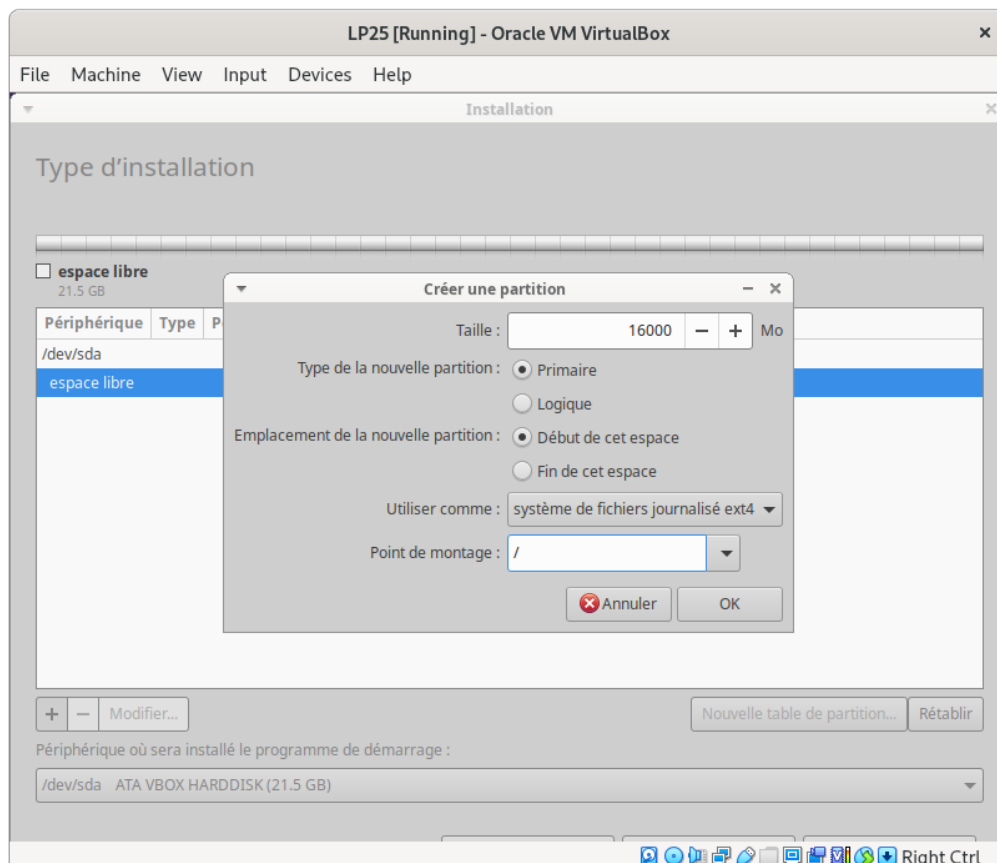 LP25 [Running] - Oracle VM VirtualBox
File Machine View Input Devices Help
Installation
Type d'installation
espace libre
21.5 GB
Créer une partition
Périphérique Type P
Taille : 16000 Mo
/dev/sda
Type de la nouvelle partition : Primaire
espace libre
Logique
Emplacement de la nouvelle partition : Début de cet espace
Fin de cet espace
Utiliser comme : système de fichiers journalisé ext4
Point de montage : /
Annuler OK
+ − Modifier... Nouvelle table de partition... Rétablir
Périphérique où sera installé le programme de démarrage :
/dev/sda ATA VBOX HARDDISK (21.5 GB)
Right Ctrl